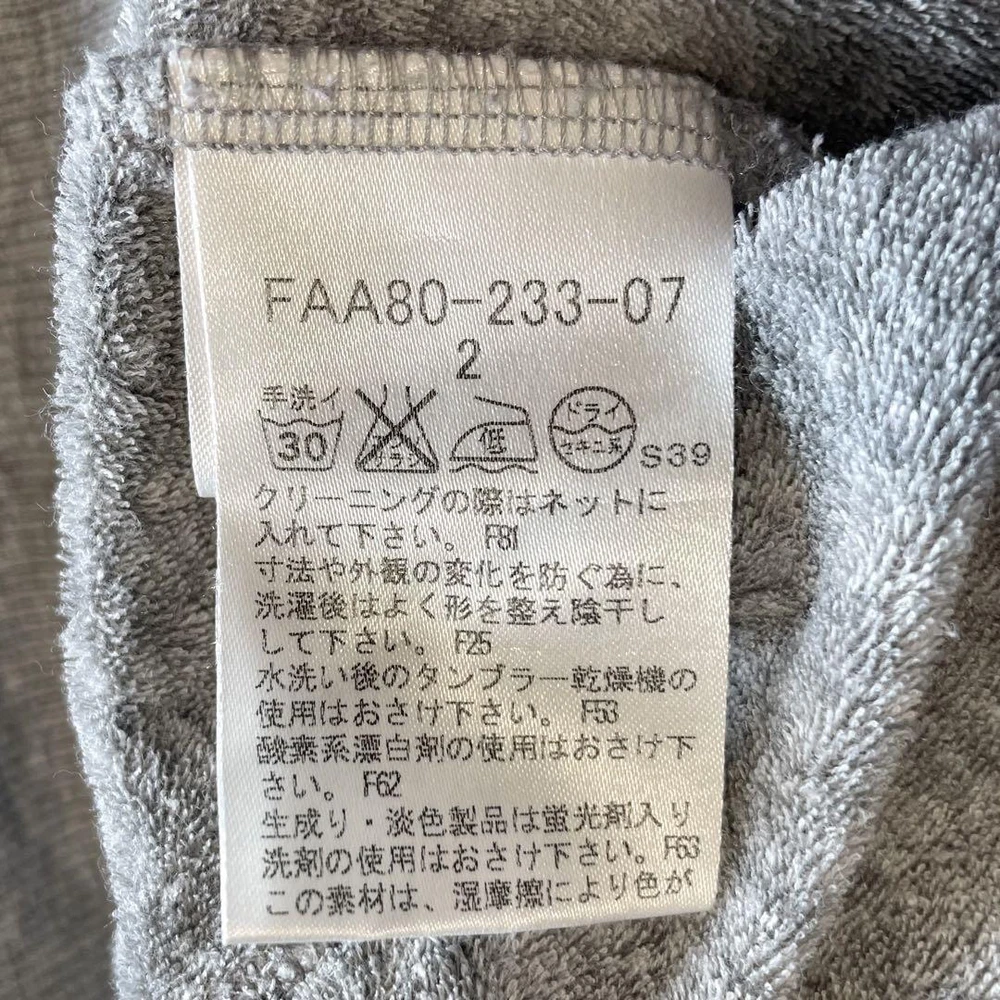 FAA80-233-07
2
手洗イ 30 低 ドライ セキユ系 S39
クリーニングの際はネットに
入れて下さい。 F81
寸法や外観の変化を防ぐ為に、
洗濯後はよく形を整え陰干し
して下さい。 F25
水洗い後のタンブラー乾燥機の
使用はおさけ下さい。 F53
酸素系漂白剤の使用はおさけ下
さい。 F62
生成り・淡色製品は蛍光剤入り
洗剤の使用はおさけ下さい。F63
この素材は、湿摩擦により色が